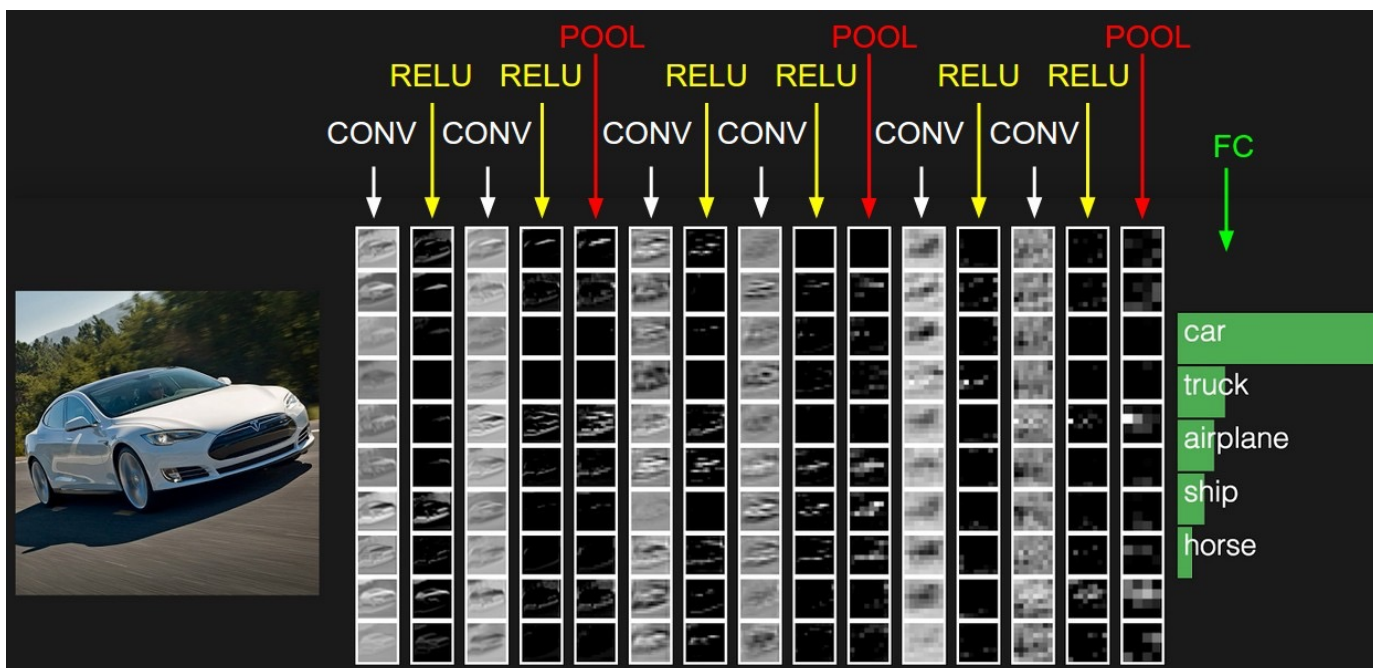 POOL POOL POOL
RELU RELU RELU RELU RELU RELU
CONV CONV CONV CONV CONV CONV
FC
car
truck
airplane
ship
horse